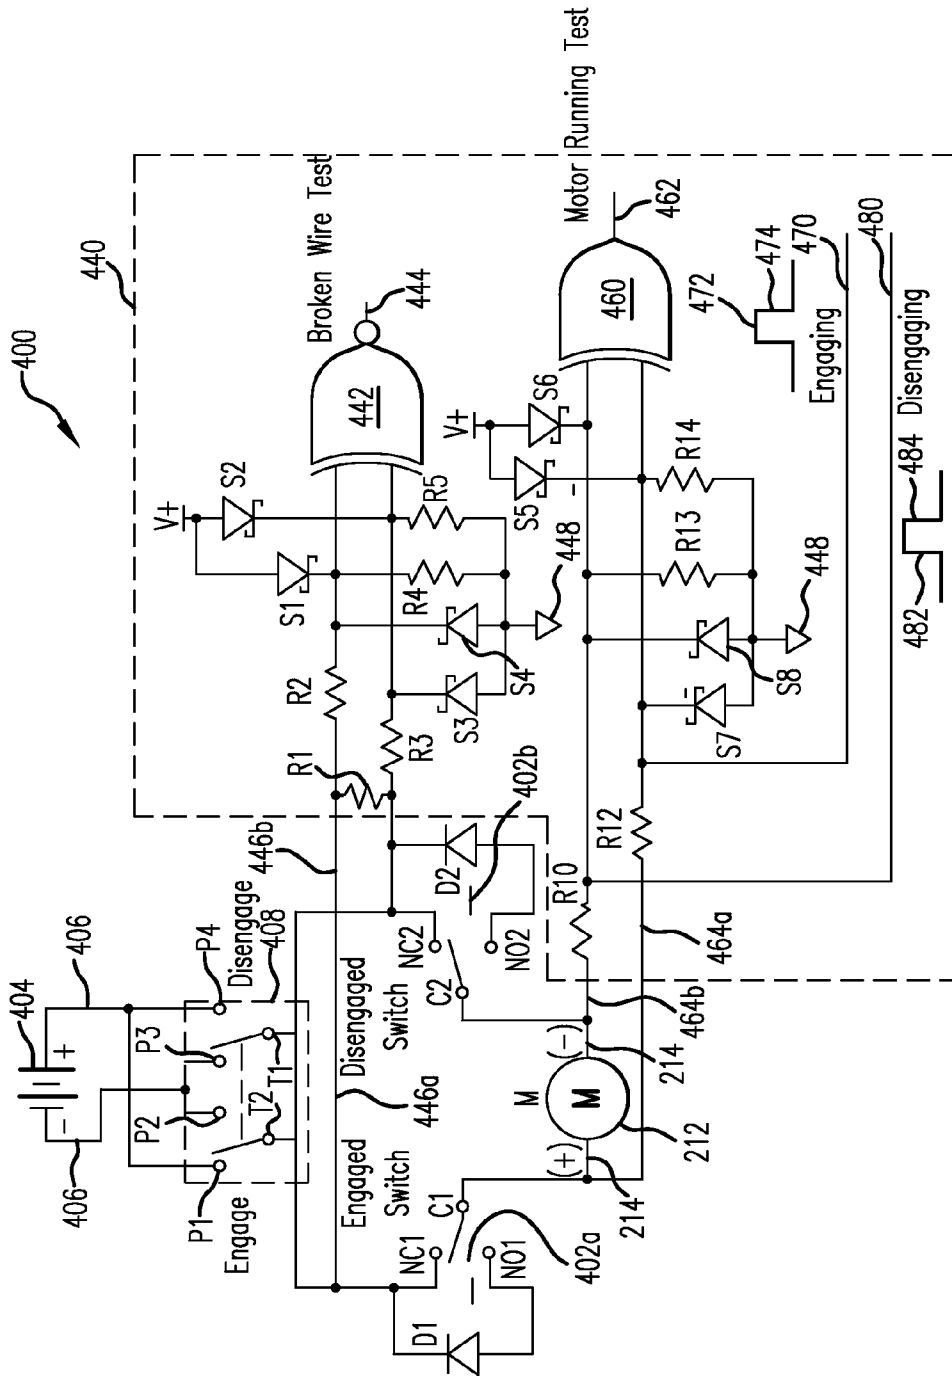 400
440
404
406
406
+
−
P1
P2
P3
P4
Engage
Disengage
408
T2
T1
446a
446b
Engaged
Switch
Disengaged
Switch
NC1
C1
NO1
402a
D1
NC2
C2
NO2
402b
D2
M
M
(+)
(-)
214
214
212
464b
464a
R1
R2
R3
R4
R5
S1
S2
S3
S4
V+
448
442
444
Broken Wire Test
R10
R12
R13
R14
S5
S6
S7
S8
V+
448
460
462
Motor Running Test
472
474
470
Engaging
480
Disengaging
482
484